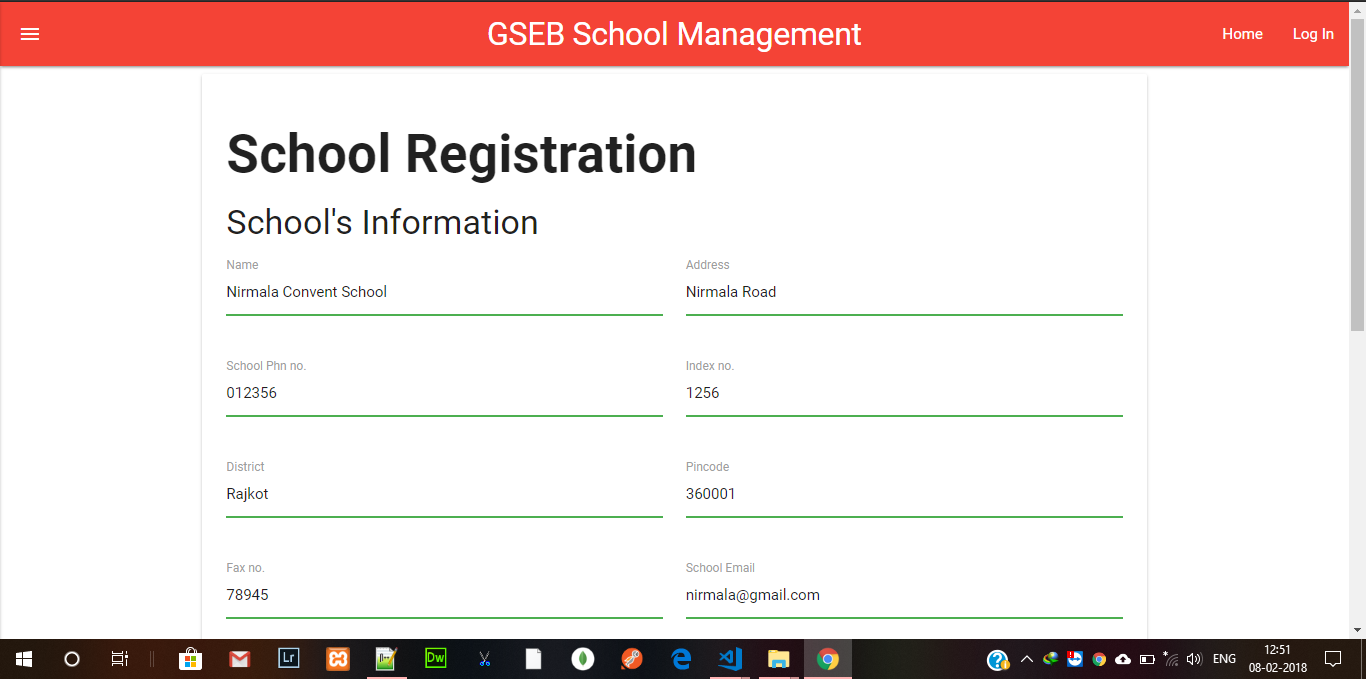 GSEB School Management
Home Log In
School Registration
School's Information
Name Address
Nirmala Convent School Nirmala Road
School Phn no. Index no.
012356 1256
District Pincode
Rajkot 360001
Fax no. School Email
78945 nirmala@gmail.com
Lr Dw ENG 12:51
08-02-2018